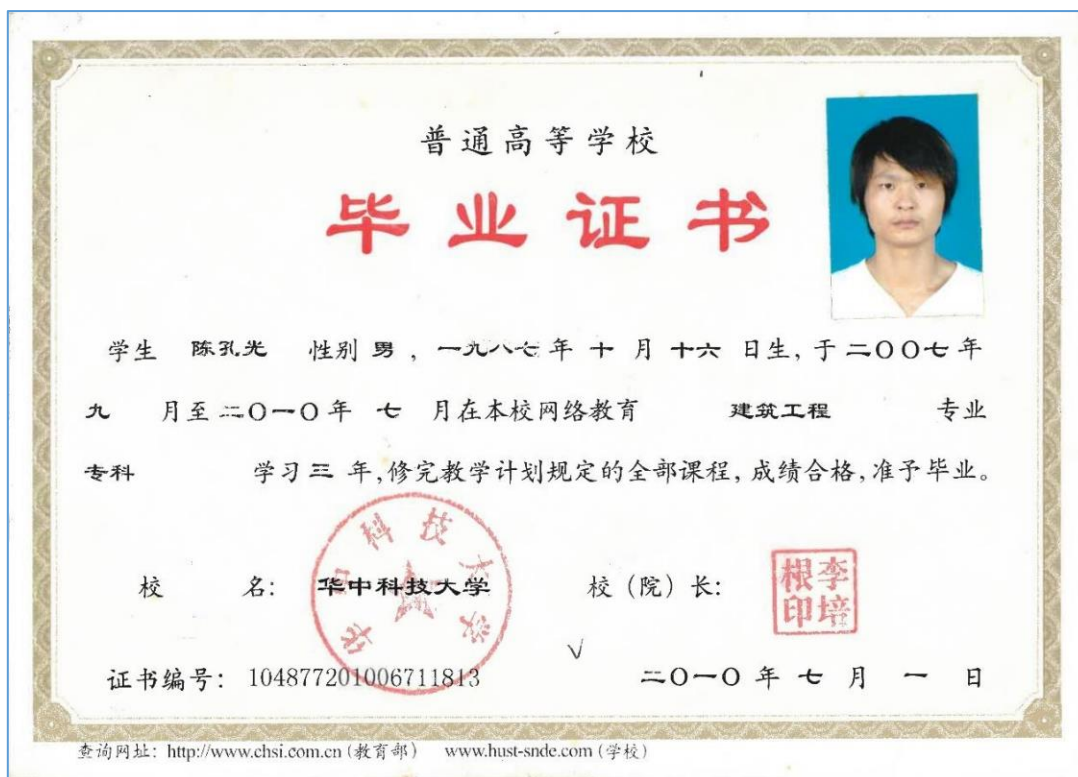 普通高等学校
毕业证书
学生 陈孔光 性别 男 , 一九八七 年 十 月 十六 日生, 于 二〇〇七 年
九 月至 二〇一〇 年 七 月在本校网络教育 建筑工程 专业
专科 学习 三 年, 修完教学计划规定的全部课程, 成绩合格, 准予毕业。
华中科技大学
校 名: 华中科技大学 校 (院) 长: 李培根印
证书编号: 104877201006711813 二〇一〇 年 七 月 一 日
查询网址: http://www.chsi.com.cn (教育部) www.hust-snde.com (学校)